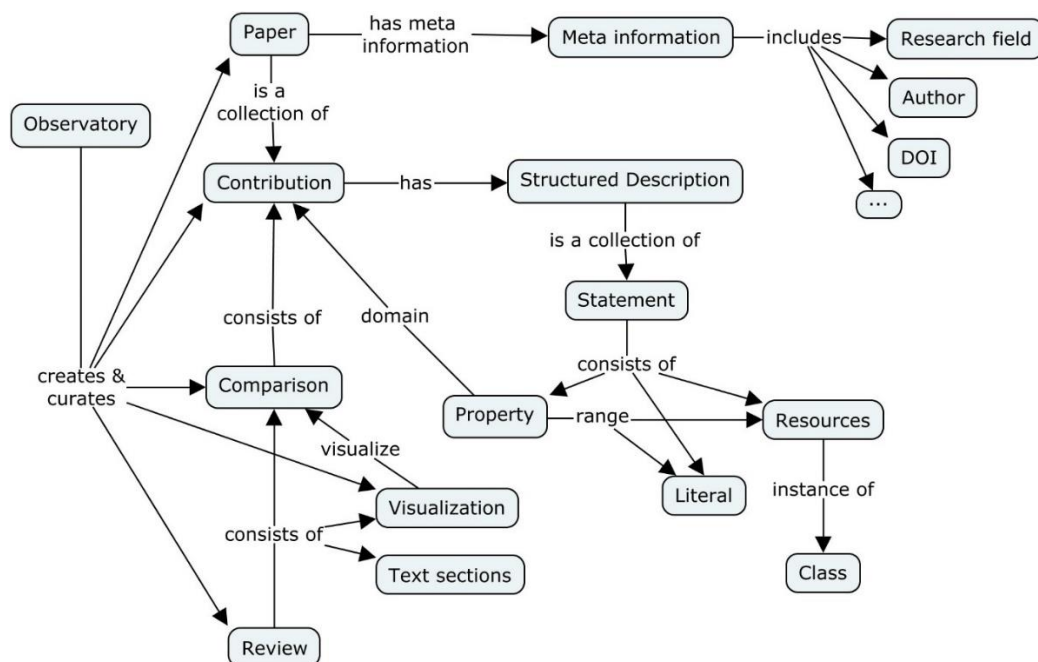 Paper
has meta
information
Meta information
includes
Research field
is a
collection of
Author
Observatory
DOI
Contribution
has
Structured Description
...
is a collection of
Statement
consists of
domain
consists of
creates &
curates
Comparison
Property
range
Resources
visualize
Literal
instance of
Visualization
consists of
Text sections
Class
Review